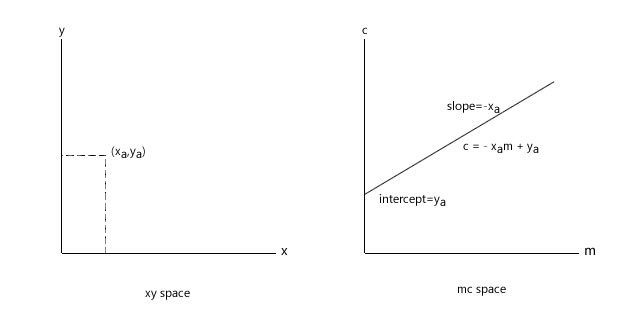 y
(xa,ya)
x
xy space
c
slope=-xa
c = - xam + ya
intercept=ya
m
mc space